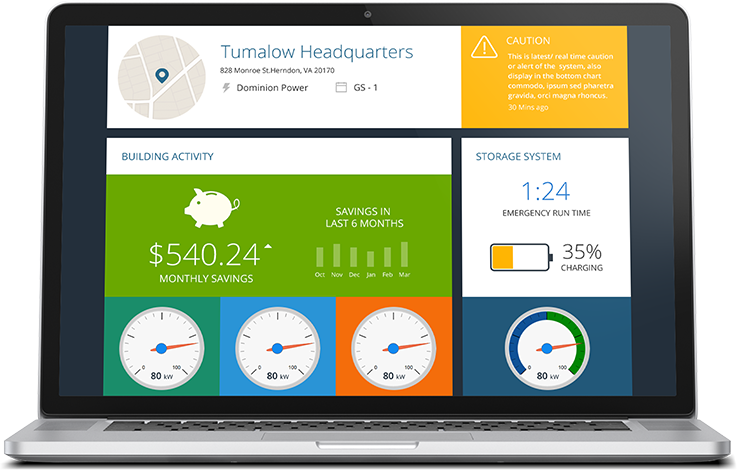 Tumalow Headquarters
828 Monroe St.Herndon, VA 20170
Dominion Power GS - 1
CAUTION
This is latest/ real time caution
or alert of the system, also
display in the bottom chart
commodo, ipsum sed pharetra
gravida, orci magna rhoncus.
30 Mins ago
BUILDING ACTIVITY
$540.24
MONTHLY SAVINGS
SAVINGS IN
LAST 6 MONTHS
Oct Nov Dec Jan Feb Mar
0 100
80 kW
0 100
80 kW
0 100
80 kW
STORAGE SYSTEM
1:24
EMERGENCY RUN TIME
35%
CHARGING
0 100
80 kW